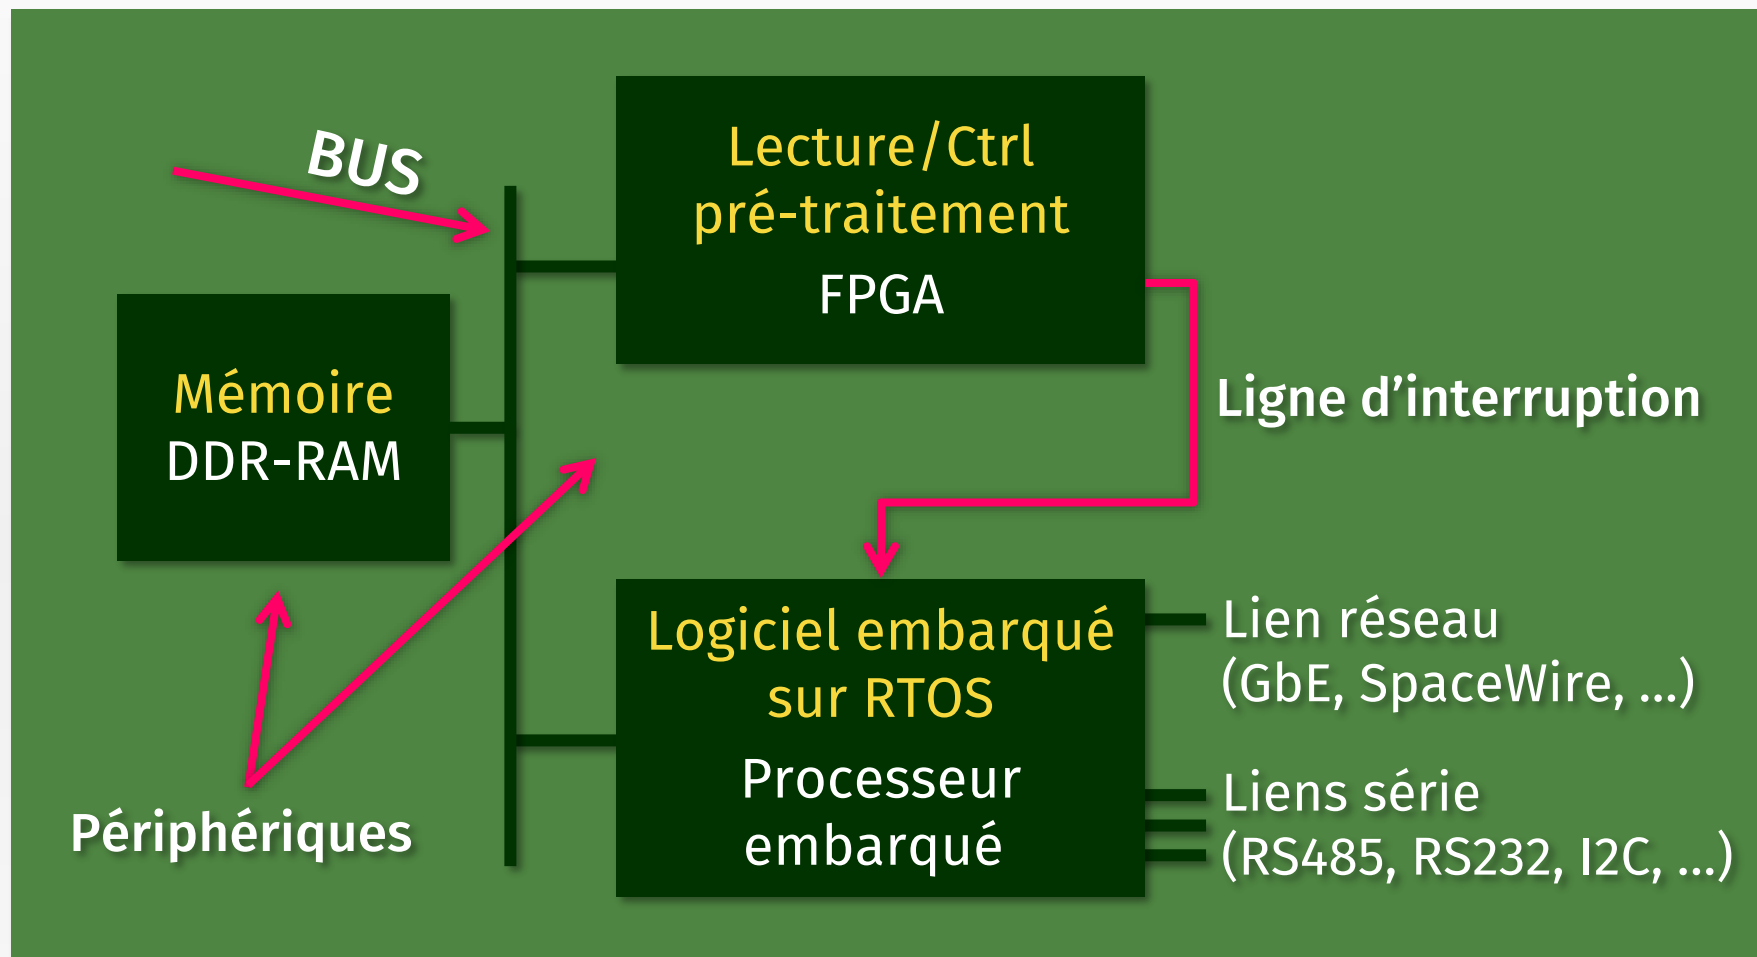 BUS
Lecture/Ctrl
pré-traitement
FPGA
Mémoire
DDR-RAM
Ligne d’interruption
Logiciel embarqué
sur RTOS
Processeur
embarqué
Lien réseau
(GbE, SpaceWire, ...)
Liens série
(RS485, RS232, I2C, ...)
Périphériques